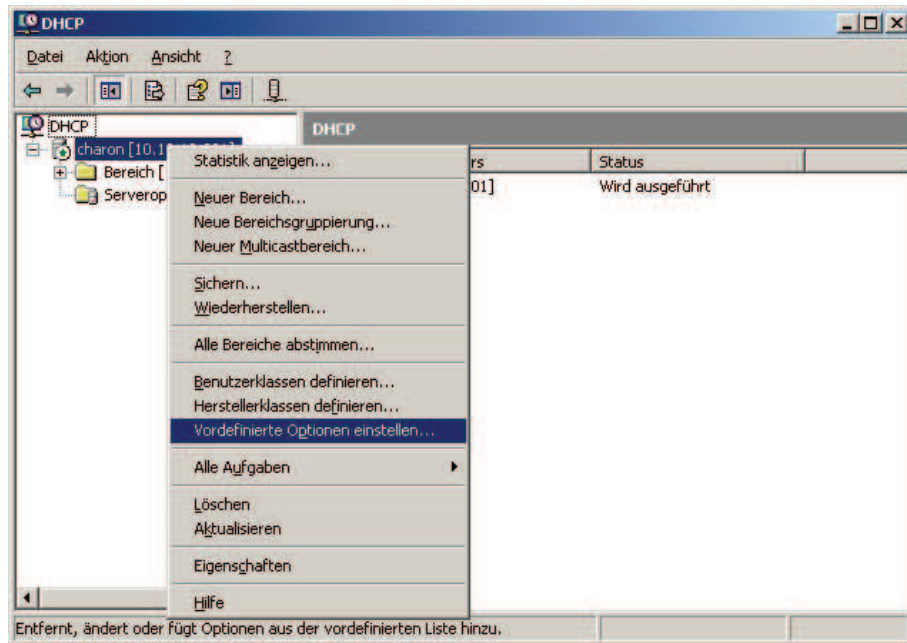 DHCP
Datei Aktion Ansicht ?
DHCP
DHCP
charon [10.1
Bereich [
Serverop
rs Status
01] Wird ausgeführt
Statistik anzeigen...
Neuer Bereich...
Neue Bereichsgruppierung...
Neuer Multicastbereich...
Sichern...
Wiederherstellen...
Alle Bereiche abstimmen...
Benutzerklassen definieren...
Herstellerklassen definieren...
Vordefinierte Optionen einstellen...
Alle Aufgaben
Löschen
Aktualisieren
Eigenschaften
Hilfe
Entfernt, ändert oder fügt Optionen aus der vordefinierten Liste hinzu.